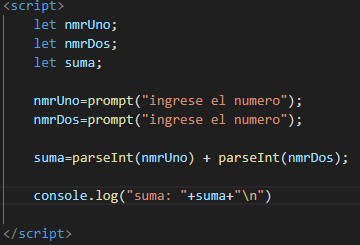 <script>
let nmrUno;
let nmrDos;
let suma;
nmrUno=prompt("ingrese el numero");
nmrDos=prompt("ingrese el numero");
suma=parseInt(nmrUno) + parseInt(nmrDos);
console.log("suma: "+suma+"\n")
</script>